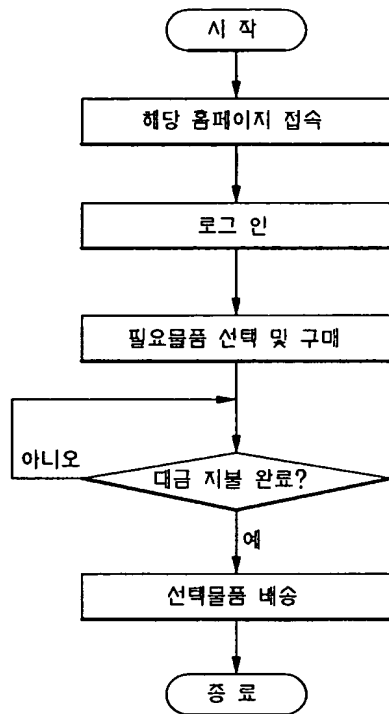 시 작
해당 홈페이지 접속
로그 인
필요물품 선택 및 구매
아니오
대금 지불 완료?
예
선택물품 배송
종 료